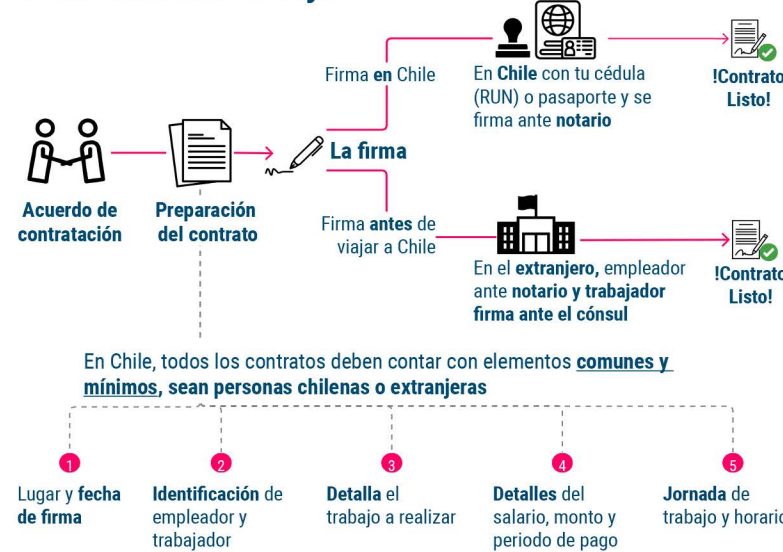 Firma en Chile
En Chile con tu cédula
(RUN) o pasaporte y se
firma ante notario
!Contrato
Listo!
La firma
Acuerdo de
contratación
Preparación
del contrato
Firma antes de
viajar a Chile
En el extranjero, empleador
ante notario y trabajador
firma ante el cónsul
!Contrato
Listo!
En Chile, todos los contratos deben contar con elementos comunes y
mínimos, sean personas chilenas o extranjeras
1
Lugar y fecha
de firma
2
Identificación de
empleador y
trabajador
3
Detalla el
trabajo a realizar
4
Detalles del
salario, monto y
periodo de pago
5
Jornada de
trabajo y horario